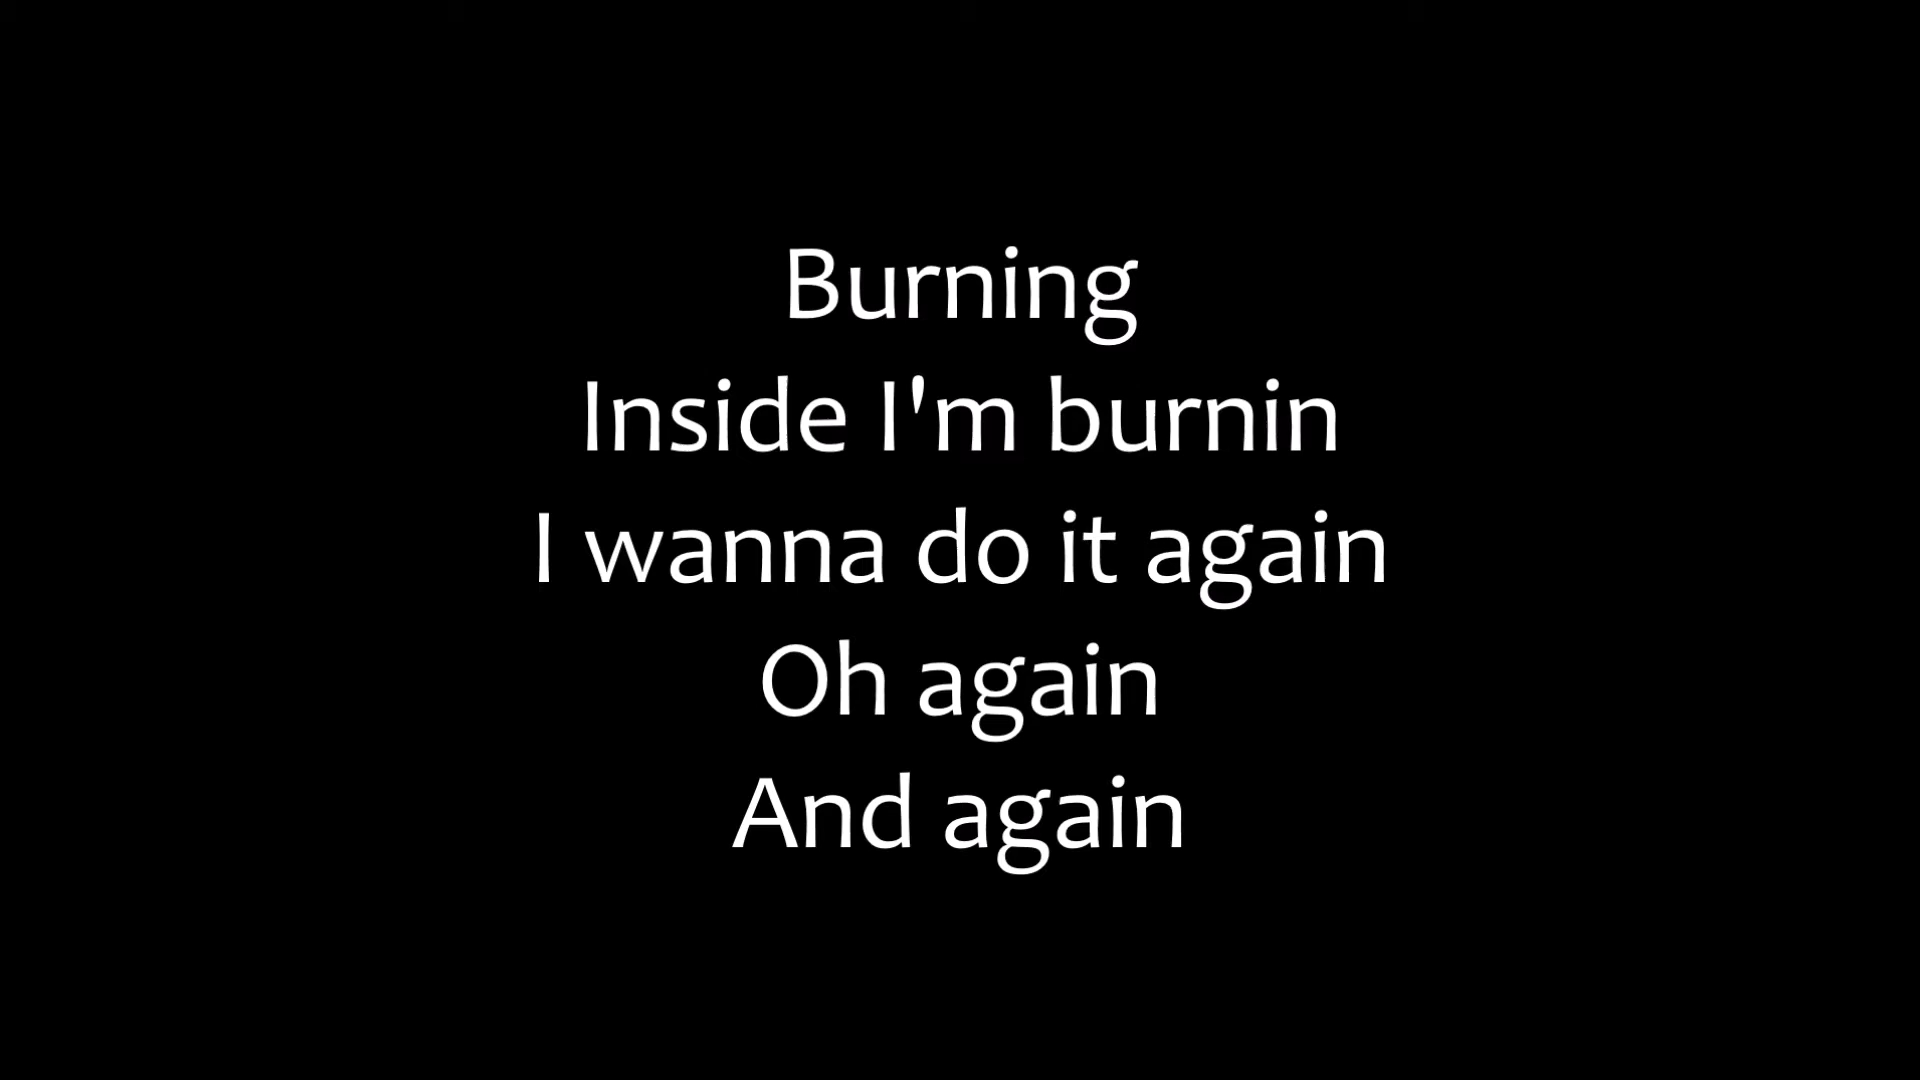 Burning
Inside I'm burnin
I wanna do it again
Oh again
And again